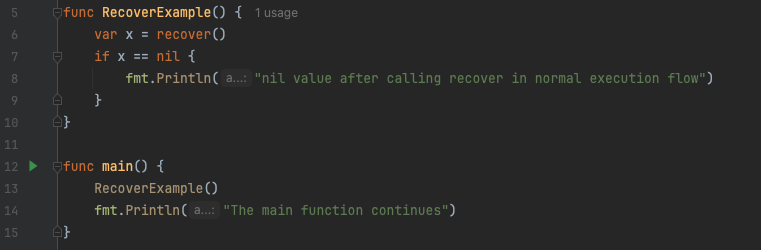 5 func RecoverExample() { 1 usage
6     var x = recover()
7     if x == nil {
8         fmt.Println( a...: "nil value after calling recover in normal execution flow")
9     }
10 }
11
12 func main() {
13     RecoverExample()
14     fmt.Println( a...: "The main function continues")
15 }